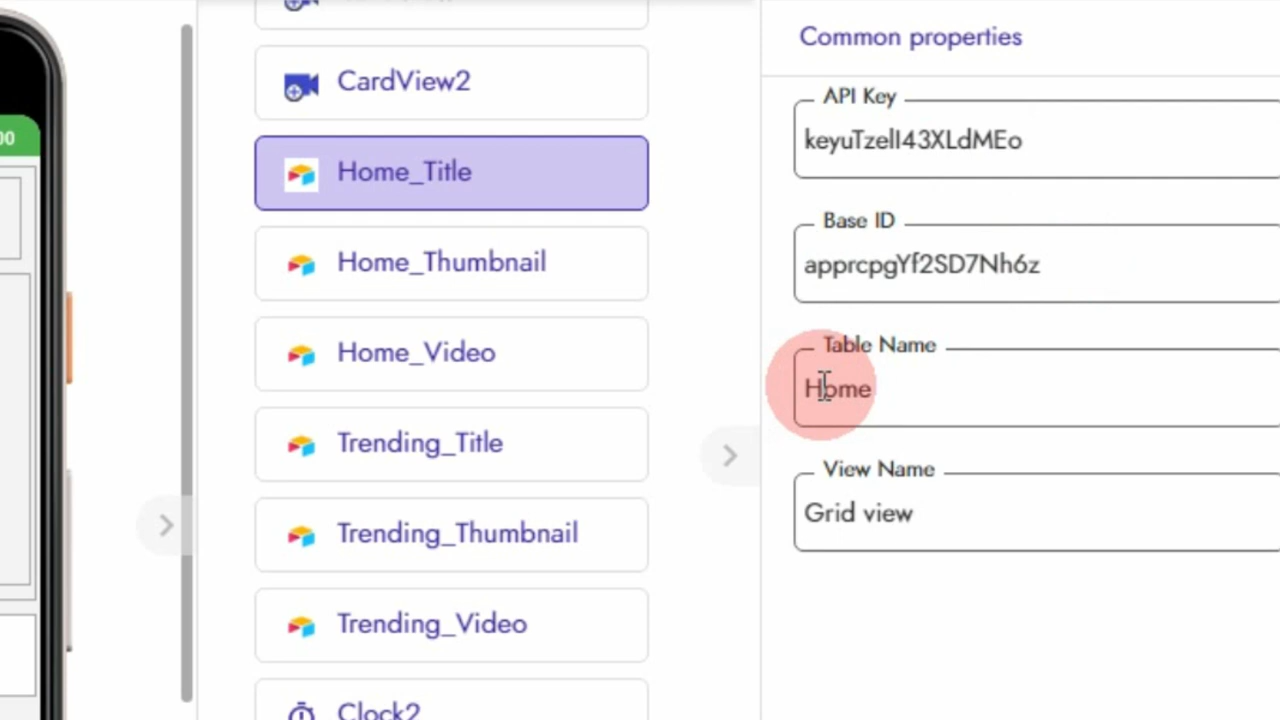 00
CardView2
Home_Title
Home_Thumbnail
Home_Video
Trending_Title
Trending_Thumbnail
Trending_Video
Clock2
Common properties
API Key
keyuTzelI43XLdMEo
Base ID
apprcpgYf2SD7Nh6z
Table Name
Home
View Name
Grid view